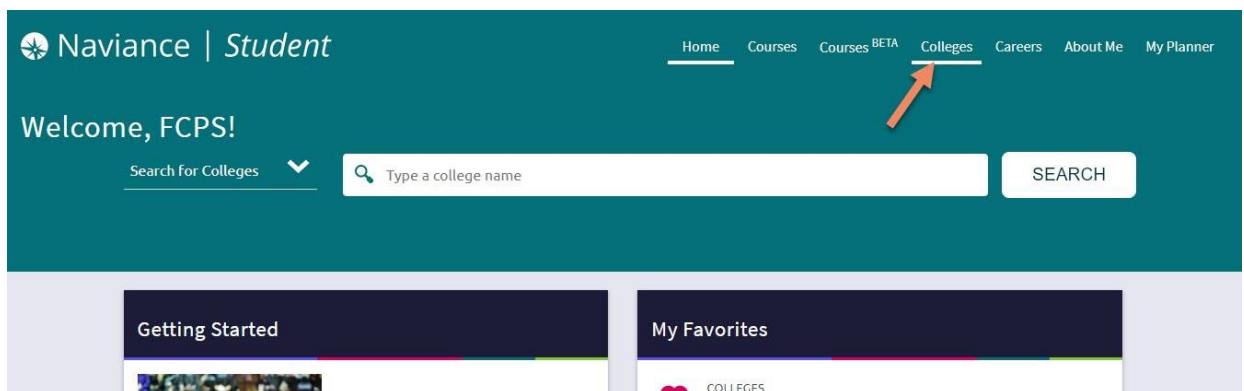 Naviance | Student
Home Courses Courses BETA Colleges Careers About Me My Planner
Welcome, FCPS!
Search for Colleges
Type a college name
SEARCH
Getting Started
My Favorites
COLLEGES